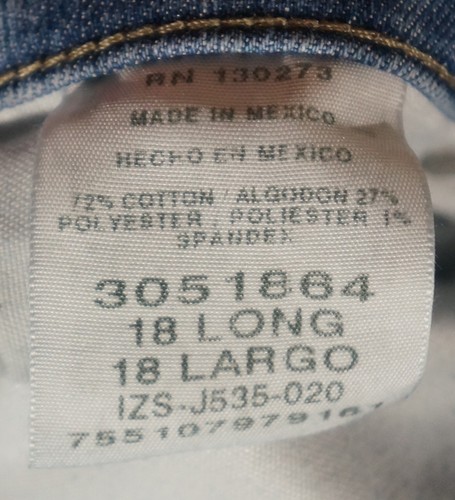 RN 130273
MADE IN MEXICO
HECHO EN MEXICO
72% COTTON / ALGODON 27%
POLYESTER / POLIESTER 1%
SPANDEX
3051864
18 LONG
18 LARGO
IZS-J535-020
755107979167